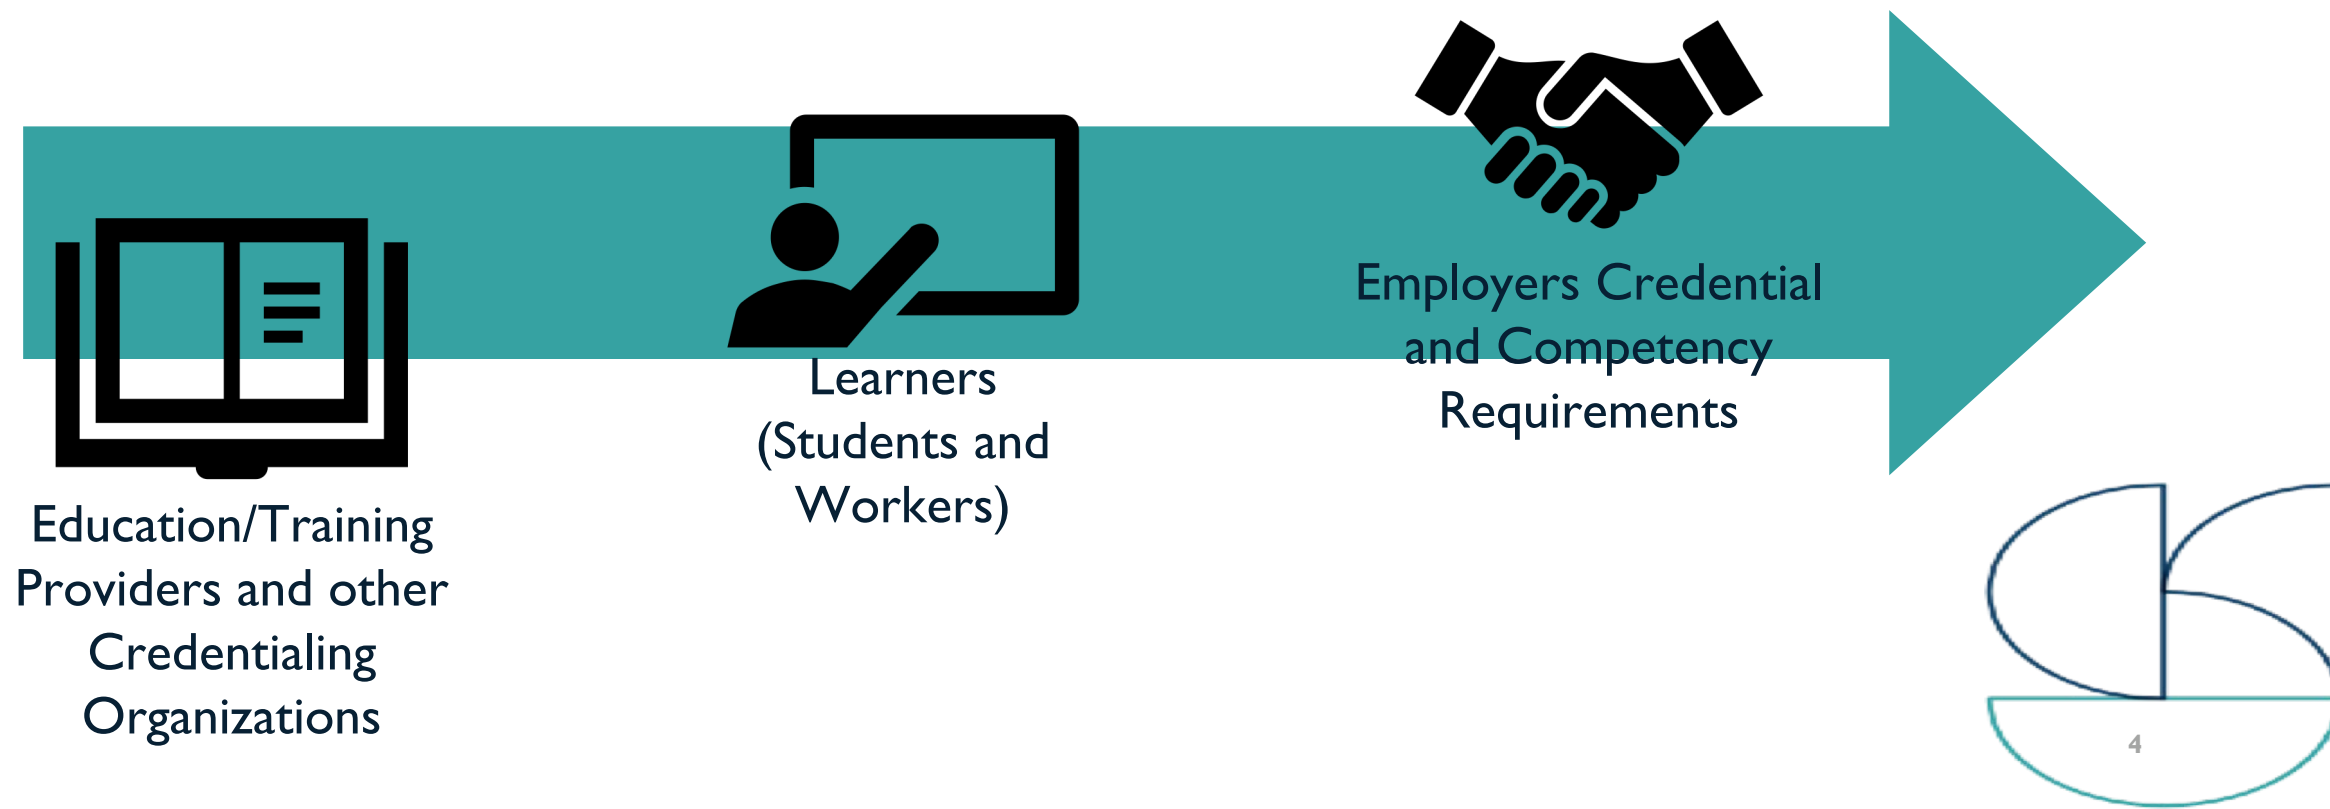 Education/Training
Providers and other
Credentialing
Organizations
Learners
(Students and
Workers)
Employers Credential
and Competency
Requirements
4